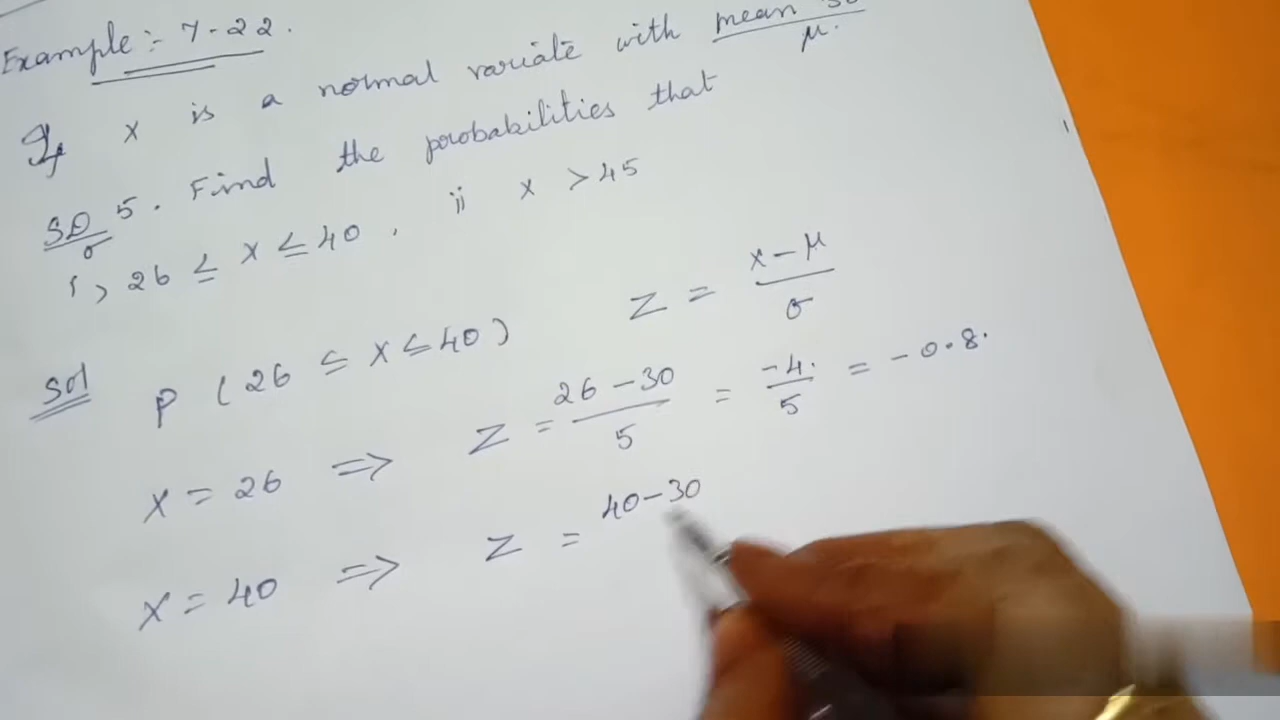 Example :- 7-22.
If x is a normal variate with mean 30
μ.
SD 5. Find the probabilities that
σ
i) 26 ≤ x ≤ 40. ii x > 45
Sol P (26 ≤ x ≤ 40) Z = (x - μ)/σ
x = 26 ⇒ Z = (26 - 30)/5 = -4/5 = -0.8.
x = 40 ⇒ Z = 40-30